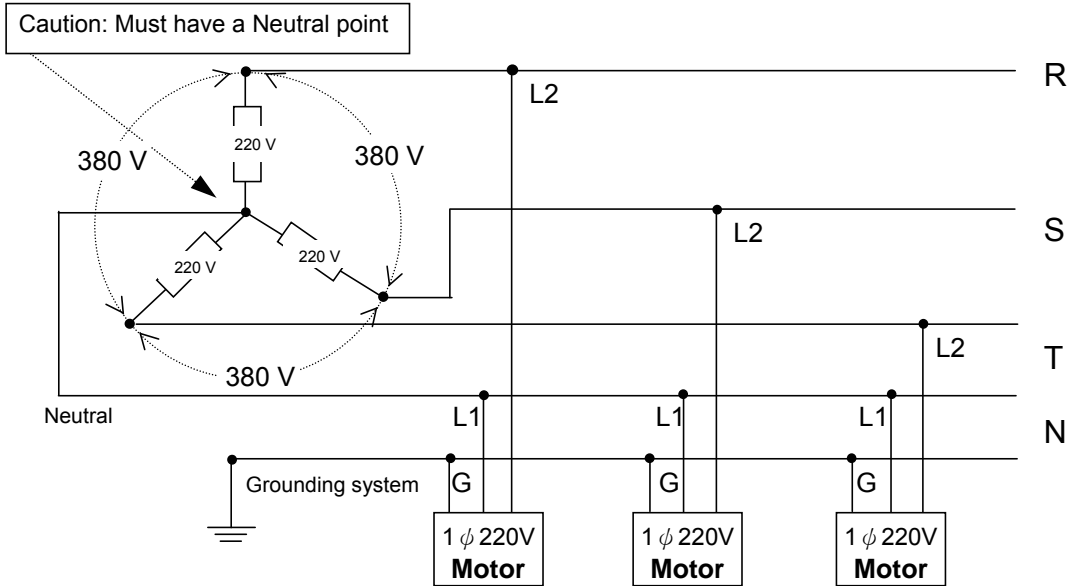 Caution: Must have a Neutral point
R
L2
220 V
380 V
380 V
S
L2
220 V
220 V
L2
T
380 V
Neutral
L1
L1
L1
N
Grounding system
G
G
G
1 ϕ 220V
Motor
1 ϕ 220V
Motor
1 ϕ 220V
Motor